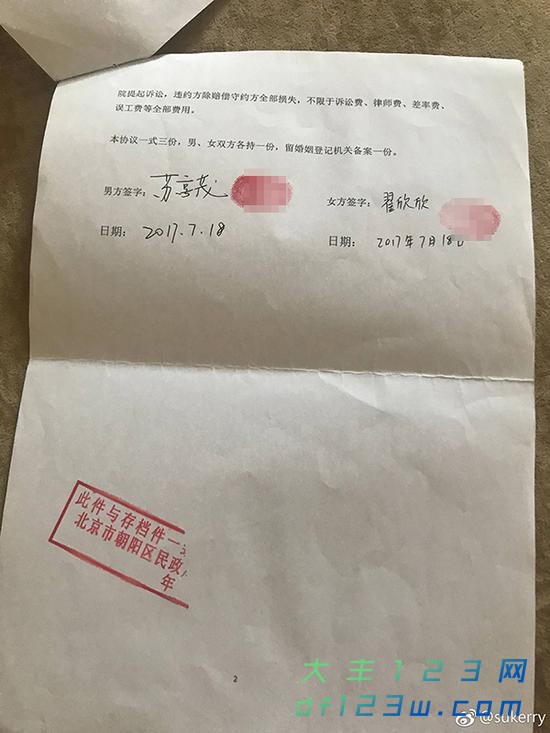 院提起诉讼，违约方除赔偿守约方全部损失，不限于诉讼费、律师费、差率费、
误工费等全部费用。
本协议一式三份，男、女双方各持一份，留婚姻登记机关备案一份。
男方签字：苏享茂
女方签字：翟欣欣
日期：2017.7.18
日期：2017年7月18日
此件与存档件一
北京市朝阳区民政
年
2
大丰123网
df123w.com
@sukerry